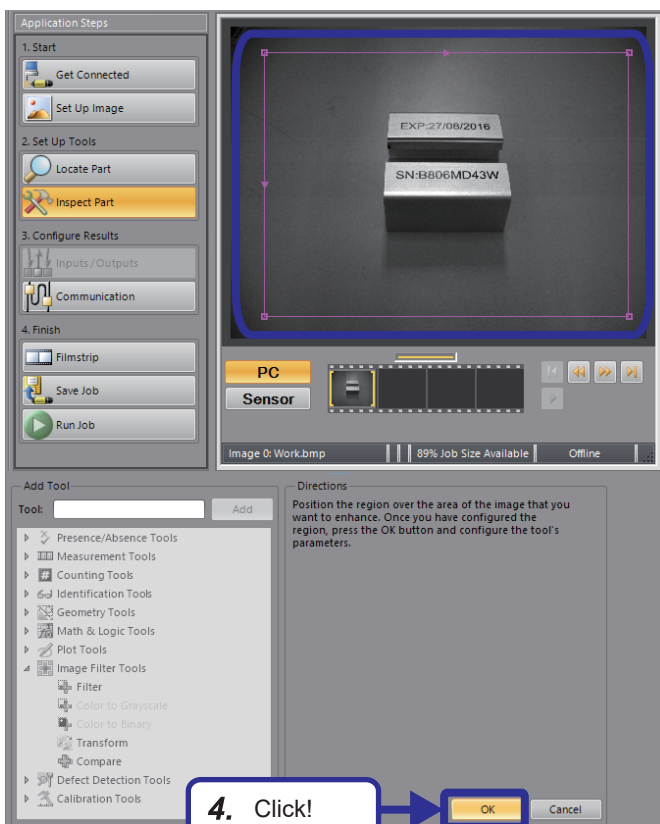 Application Steps
1. Start
Get Connected
Set Up Image
2. Set Up Tools
Locate Part
Inspect Part
3. Configure Results
Inputs/Outputs
Communication
4. Finish
Filmstrip
Save Job
Run Job
EXP:27/08/2016
SN:B806MD43W
PC
Sensor
Image 0: Work.bmp
89% Job Size Available
Offline
Add Tool
Tool:
Add
Presence/Absence Tools
Measurement Tools
Counting Tools
Identification Tools
Geometry Tools
Math & Logic Tools
Plot Tools
Image Filter Tools
Filter
Color to Grayscale
Color to Binary
Transform
Compare
Defect Detection Tools
Calibration Tools
Directions
Position the region over the area of the image that you
want to enhance. Once you have configured the
region, press the OK button and configure the tool's
parameters.
4. Click!
OK
Cancel